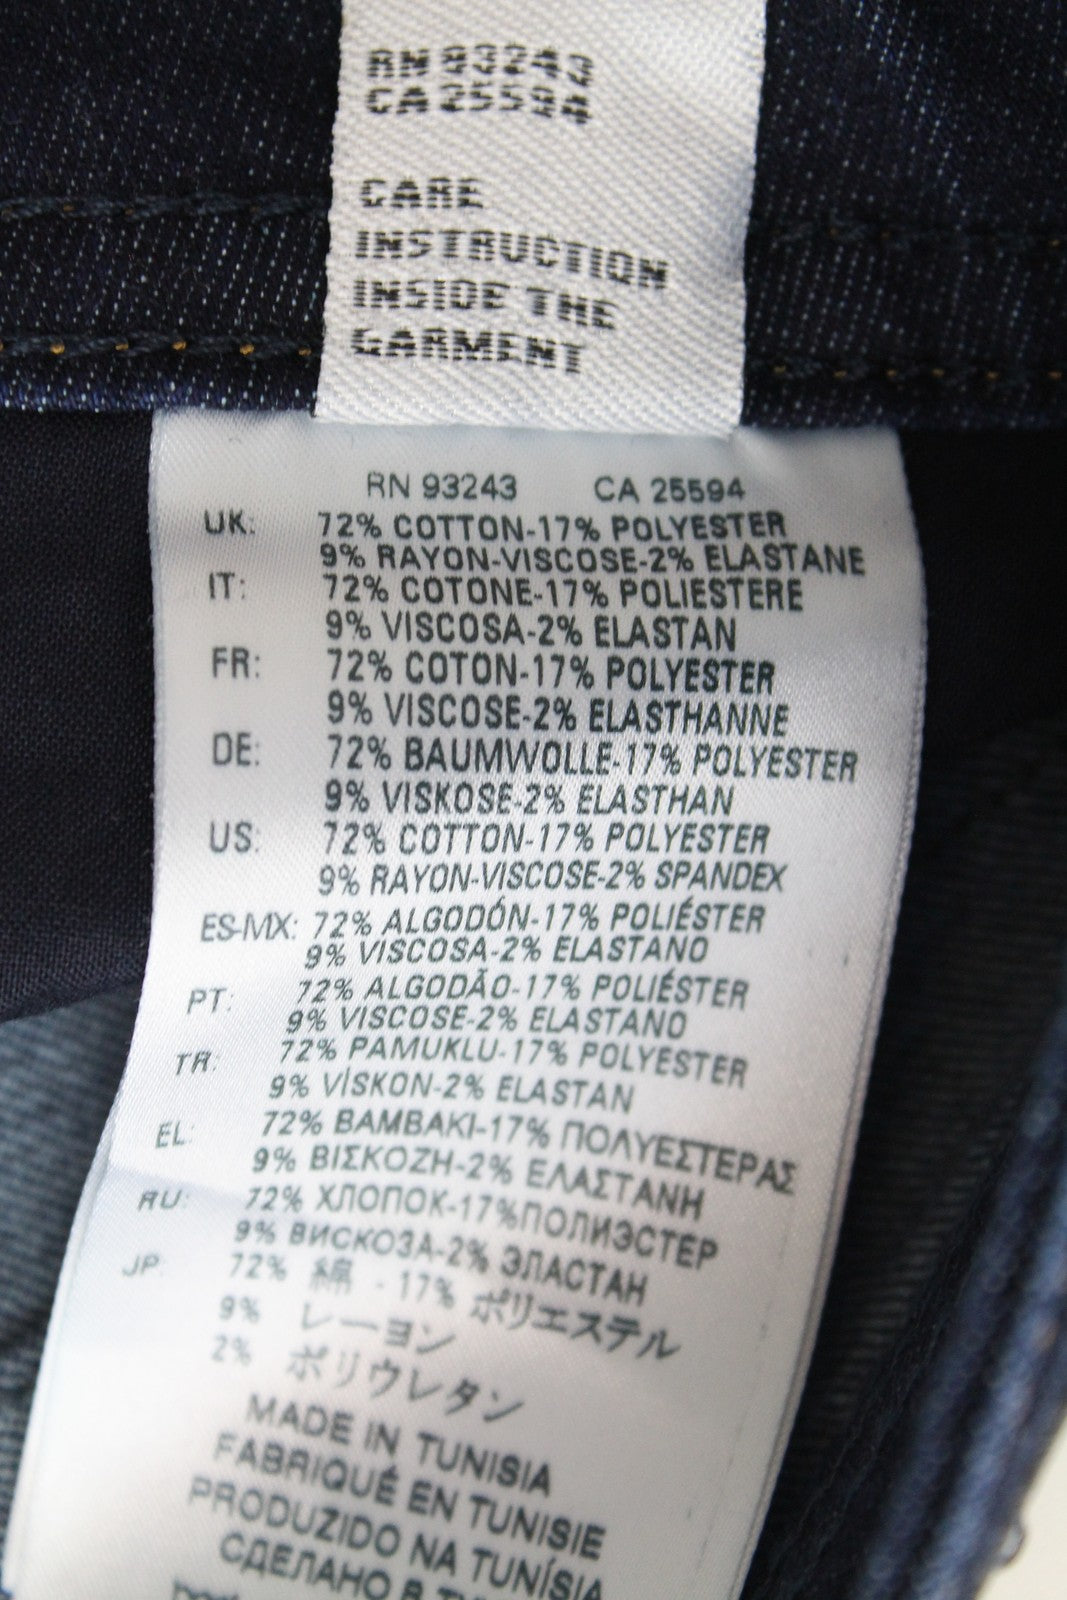 RN 93243
CA 25594
CARE
INSTRUCTION
INSIDE THE
GARMENT
RN 93243 CA 25594
UK: 72% COTTON-17% POLYESTER
9% RAYON-VISCOSE-2% ELASTANE
IT: 72% COTONE-17% POLIESTERE
9% VISCOSA-2% ELASTAN
FR: 72% COTON-17% POLYESTER
9% VISCOSE-2% ELASTHANNE
DE: 72% BAUMWOLLE-17% POLYESTER
9% VISKOSE-2% ELASTHAN
US: 72% COTTON-17% POLYESTER
9% RAYON-VISCOSE-2% SPANDEX
ES-MX: 72% ALGODÓN-17% POLIÉSTER
9% VISCOSA-2% ELASTANO
PT: 72% ALGODÃO-17% POLIÉSTER
9% VISCOSE-2% ELASTANO
TR: 72% PAMUKLU-17% POLYESTER
9% VİSKON-2% ELASTAN
EL: 72% ΒΑΜΒΑΚΙ-17% ΠΟΛΥΕΣΤΕΡΑΣ
9% ΒΙΣΚΟΖΗ-2% ΕΛΑΣΤΑΝΗ
RU: 72% ХЛОПОК-17%ПОЛИЭСТЕР
9% ВИСКОЗА-2% ЭЛАСТАН
JP: 72% 綿 - 17% ポリエステル
9% レーヨン
2% ポリウレタン
MADE IN TUNISIA
FABRIQUÉ EN TUNISIE
PRODUZIDO NA TUNÍSIA
СДЕЛАНО В